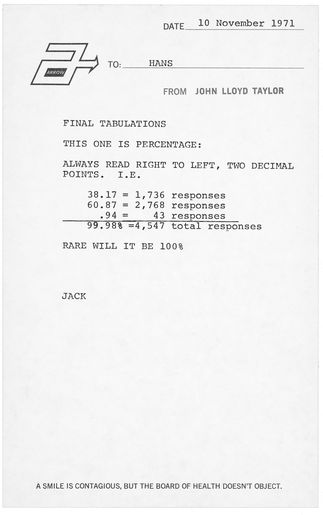 DATE 10 November 1971
ARROW
TO: HANS
FROM JOHN LLOYD TAYLOR
FINAL TABULATIONS
THIS ONE IS PERCENTAGE:
ALWAYS READ RIGHT TO LEFT, TWO DECIMAL
POINTS. I.E.
38.17 = 1,736 responses
60.87 = 2,768 responses
.94 = 43 responses
99.98% =4,547 total responses
RARE WILL IT BE 100%
JACK
A SMILE IS CONTAGIOUS, BUT THE BOARD OF HEALTH DOESN'T OBJECT.